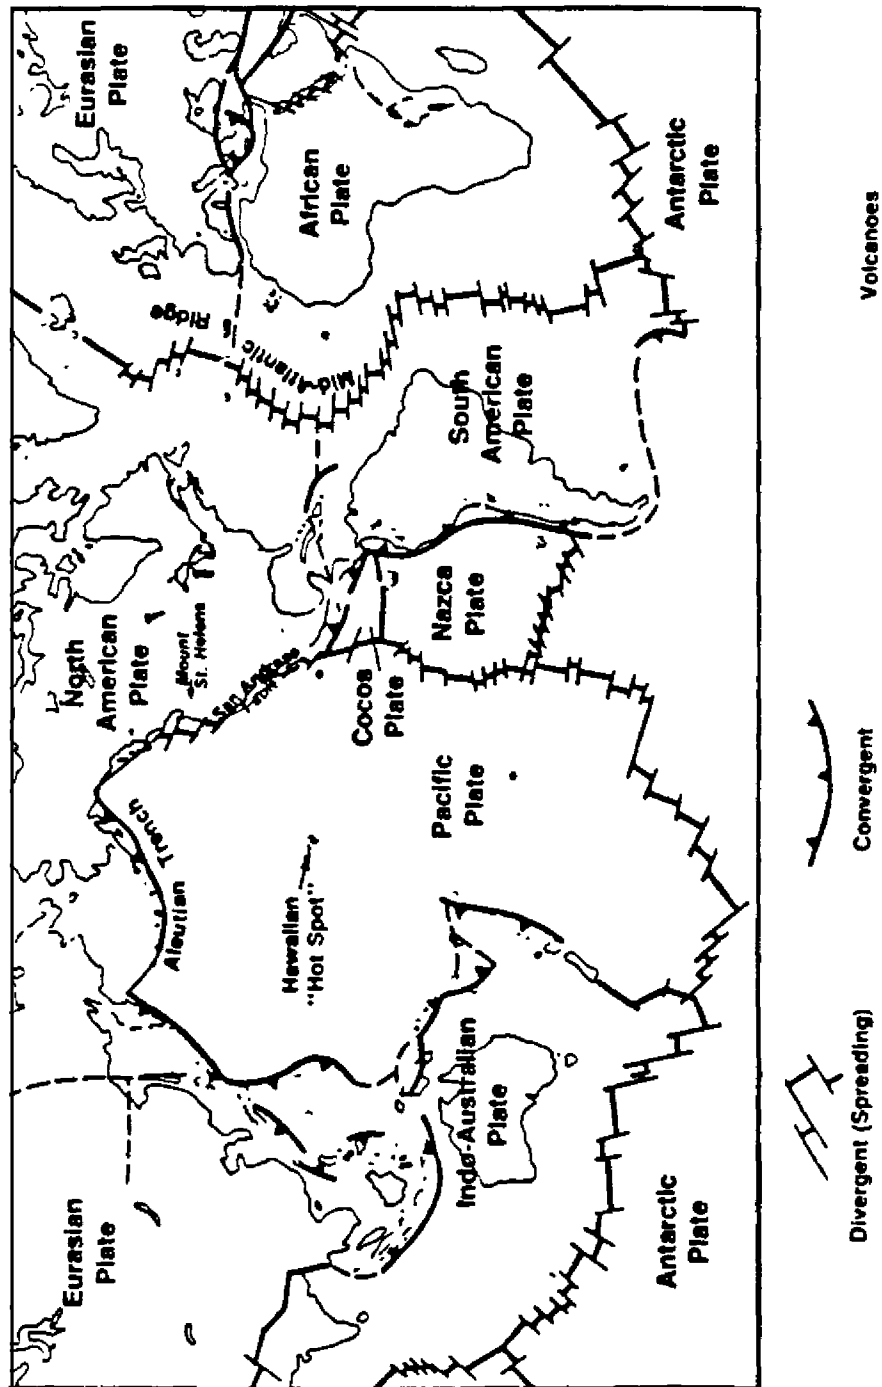 Eurasian
Plate
Aleutian
Trench
North
American
Plate
Mount
St. Helens
San Andreas
Mid-Atlantic
Ridge
Eurasian
Plate
African
Plate
Hawaiian
"Hot Spot"
Cocos
Plate
Pacific
Plate
Nazca
Plate
South
American
Plate
Indo-Australian
Plate
Antarctic
Plate
Antarctic
Plate
Divergent (Spreading)
Convergent
Volcanoes